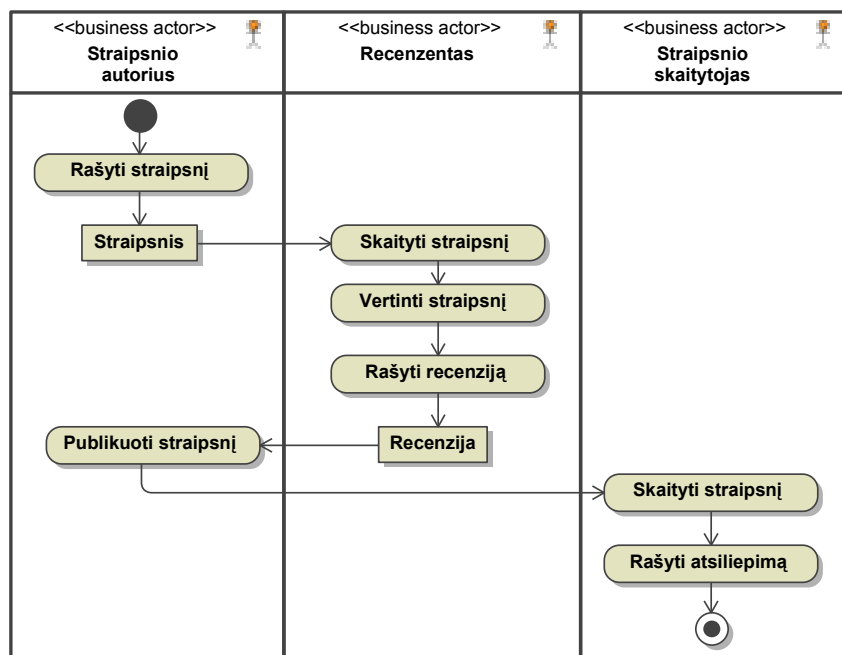 <<business actor>>
Straipsnio
autorius
<<business actor>>
Recenzentas
<<business actor>>
Straipsnio
skaitytojas
Rašyti straipsnį
Straipsnis
Skaityti straipsnį
Vertinti straipsnį
Rašyti recenziją
Publikuoti straipsnį
Recenzija
Skaityti straipsnį
Rašyti atsiliepimą